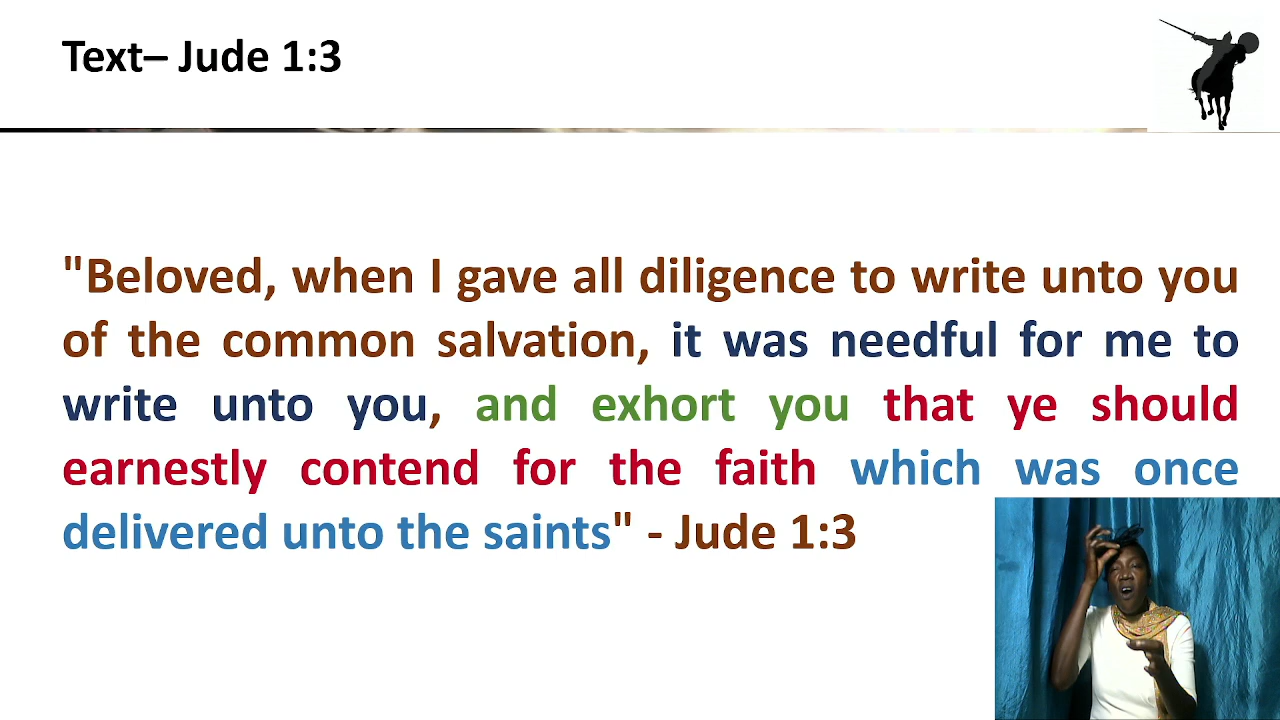 Text– Jude 1:3
"Beloved, when I gave all diligence to write unto you
of the common salvation, it was needful for me to
write unto you, and exhort you that ye should
earnestly contend for the faith which was once
delivered unto the saints" - Jude 1:3